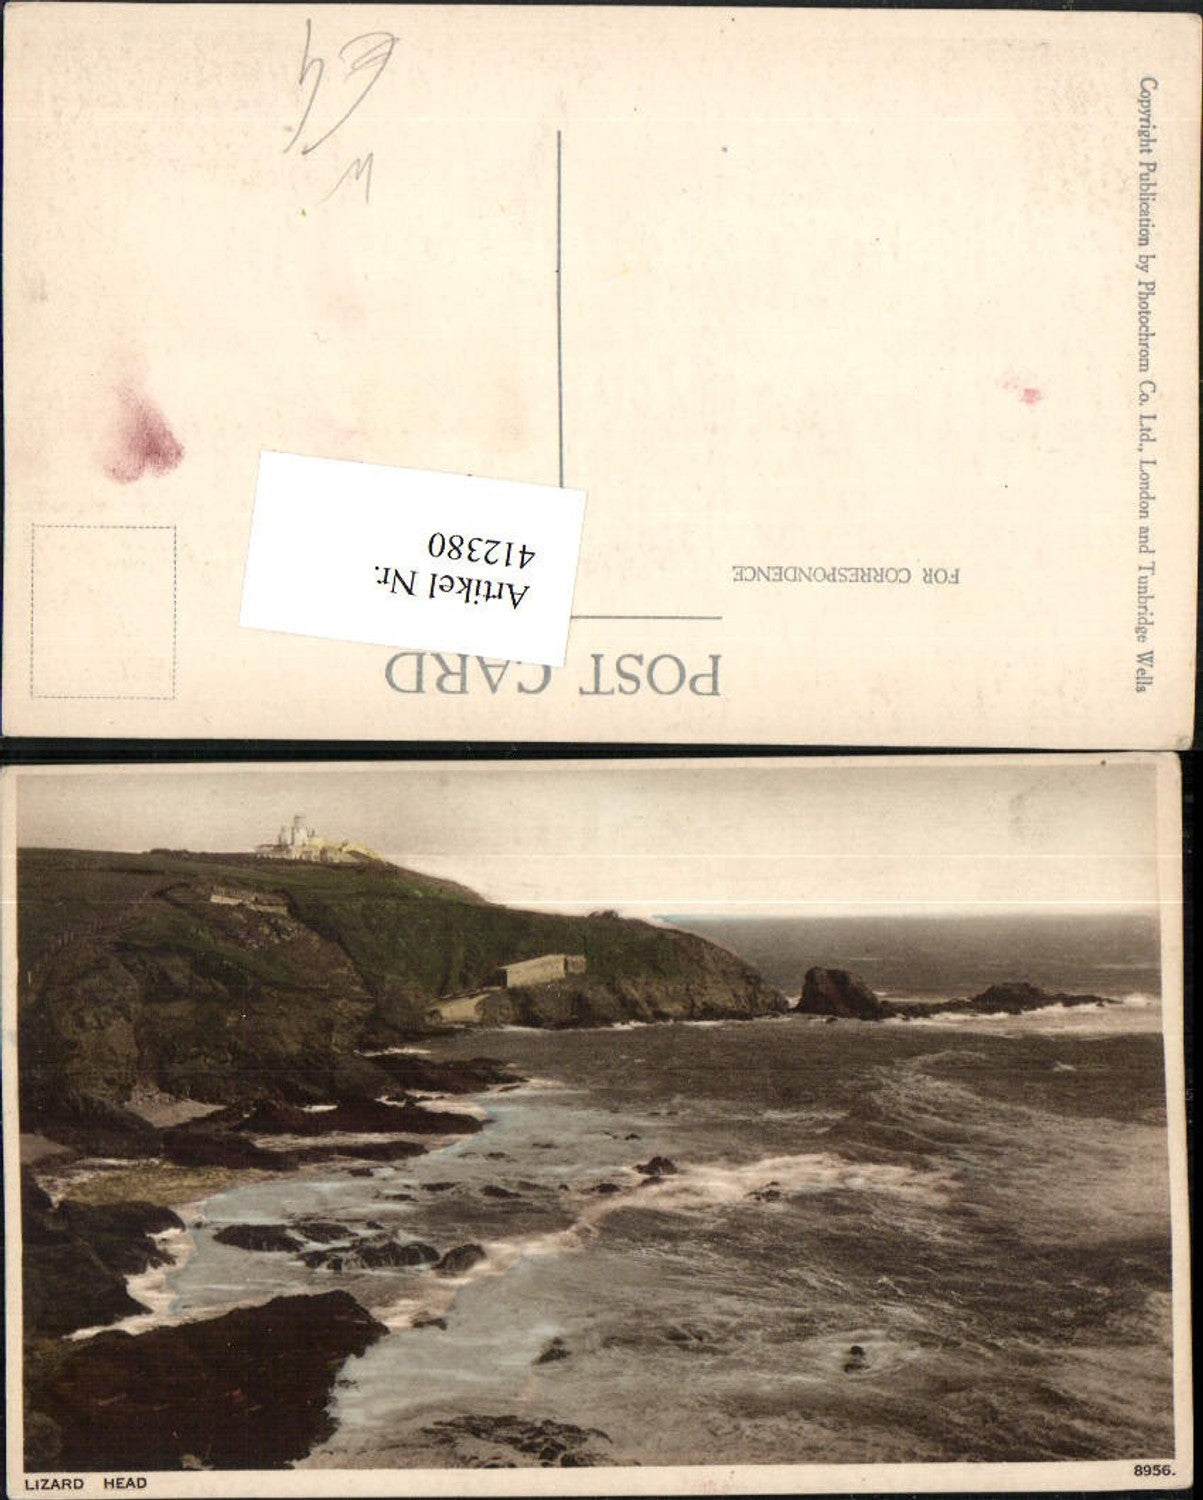 Copyright Publication by Photochrom Co. Ltd., London and Tunbridge Wells
POST CARD
FOR CORRESPONDENCE
Artikel Nr.
412380
LIZARD HEAD
8956.